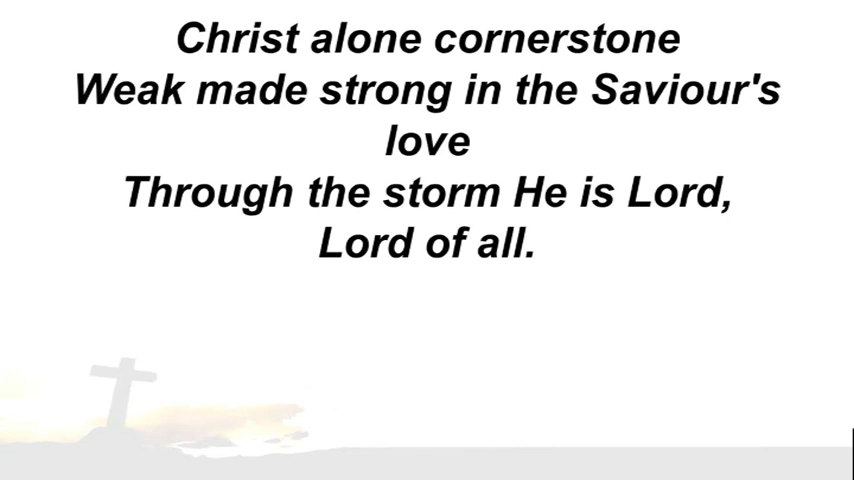 Christ alone cornerstone
Weak made strong in the Saviour's
love
Through the storm He is Lord,
Lord of all.